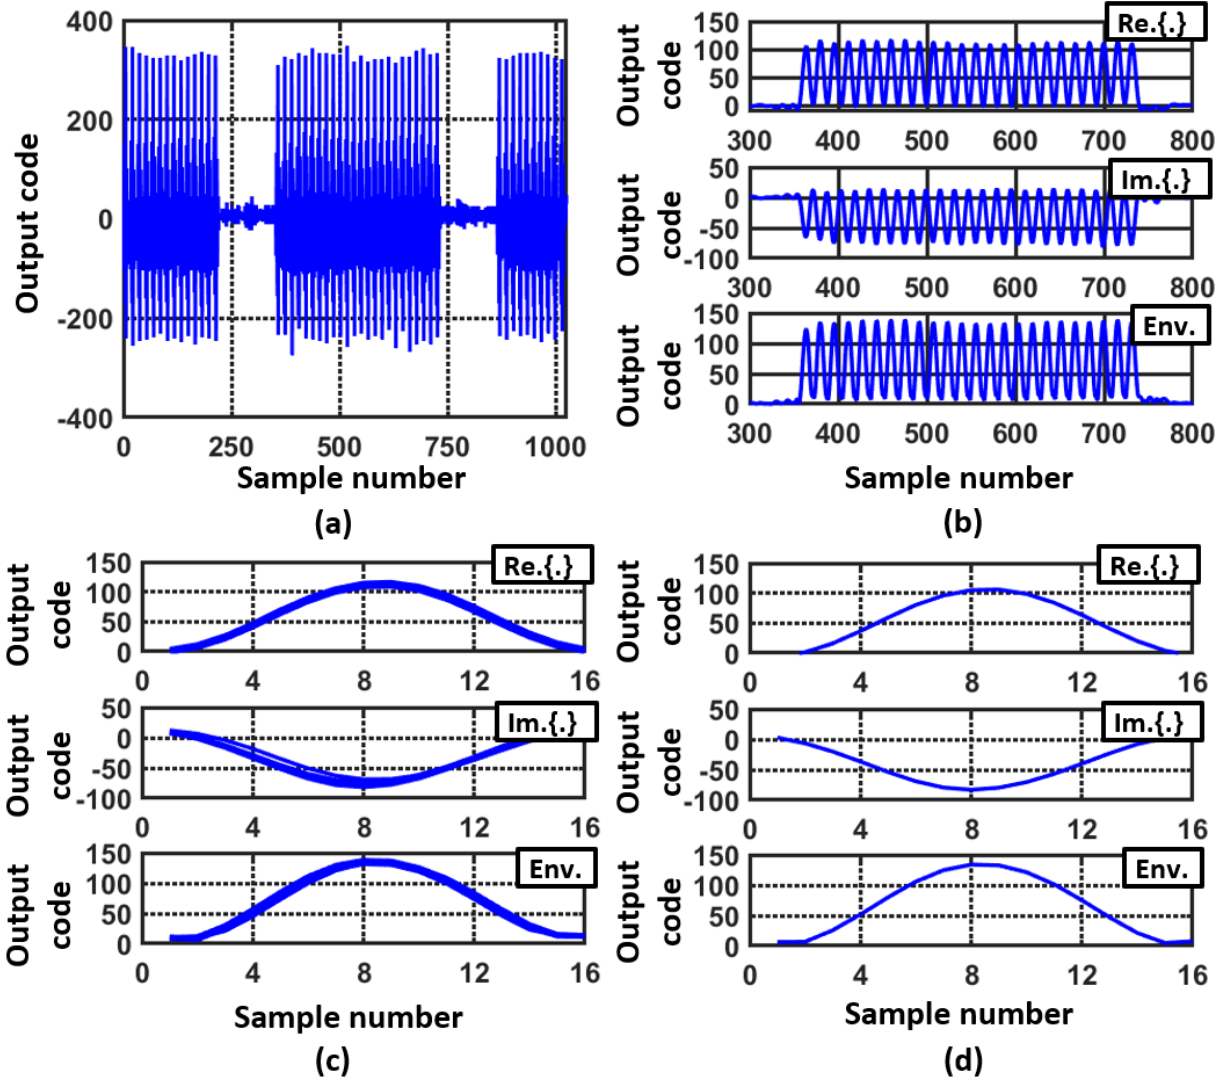 400
200
0
-200
-400
Output code
0
250
500
750
1000
Sample number
(a)
Re.{.}
Output
code
150
100
50
0
300
400
500
600
700
800
Im.{.}
Output
code
50
0
-50
-100
300
400
500
600
700
800
Env.
Output
code
150
100
50
0
300
400
500
600
700
800
Sample number
(b)
Re.{.}
Output
code
150
100
50
0
0
4
8
12
16
Im.{.}
Output
code
50
0
-50
-100
0
4
8
12
16
Env.
Output
code
150
100
50
0
0
4
8
12
16
Sample number
(c)
Re.{.}
Output
code
150
100
50
0
0
4
8
12
16
Im.{.}
Output
code
50
0
-50
-100
0
4
8
12
16
Env.
Output
code
150
100
50
0
0
4
8
12
16
Sample number
(d)